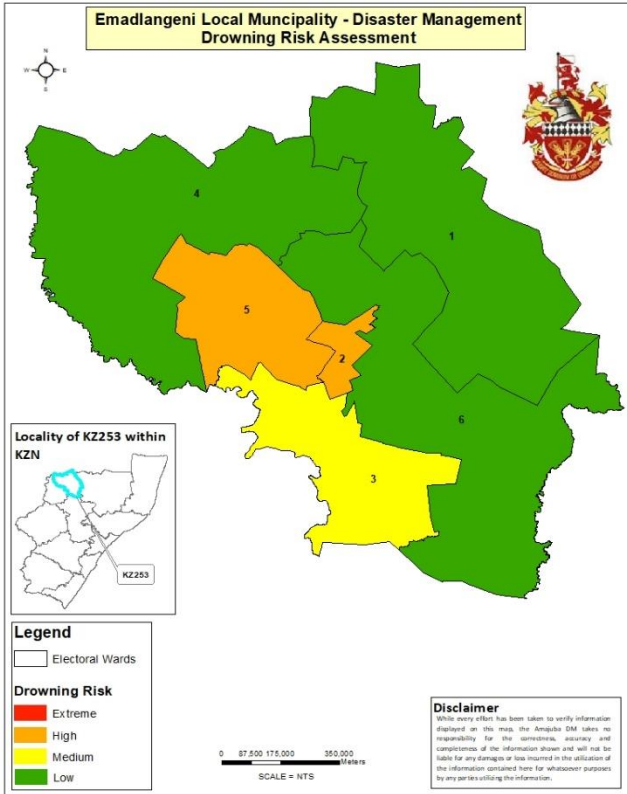 Emadlangeni Local Muncipality - Disaster Management
Drowning Risk Assessment
N
W E
S
4
1
5
2
6
3
Locality of KZ253 within
KZN
KZ253
Legend
Electoral Wards
Drowning Risk
Extreme
High
Medium
Low
0 87,500 175,000 350,000
Meters
SCALE = NTS
Disclaimer
While every effort has been taken to verify information
displayed on this map, the Amajuba DM takes no
responsibility for the correctness, accuracy and
completeness of the information shown and will not be
liable for any damages or loss incurred in the utilization of
the information contained here for whatsoever purposes
by any parties utilizing the information.